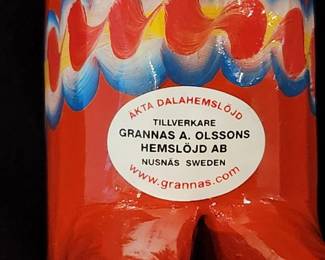 ÄKTA DALAHEMSLÖJD
TILLVERKARE
GRANNAS A. OLSSONS
HEMSLÖJD AB
NUSNÄS SWEDEN
www.grannas.com